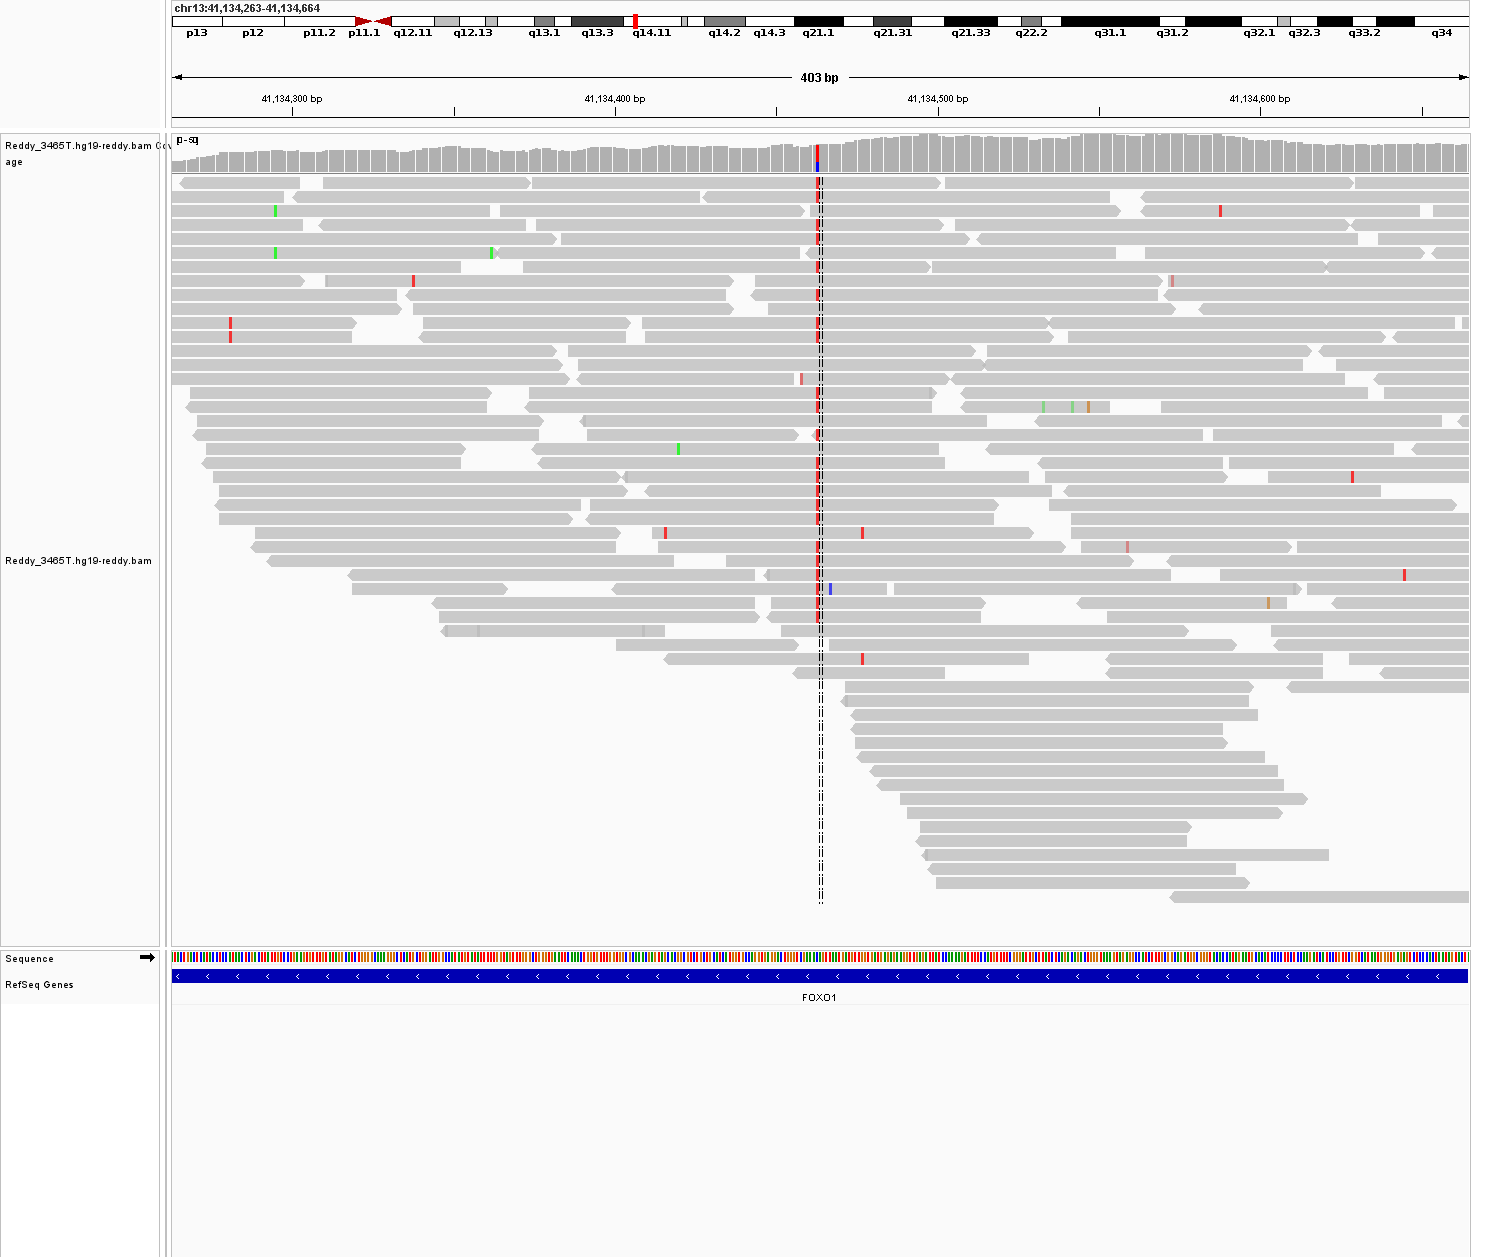 chr13:41,134,263-41,134,664
p13 p12 p11.2 p11.1 q12.11 q12.13 q13.1 q13.3 q14.11 q14.2 q14.3 q21.1 q21.31 q21.33 q22.2 q31.1 q31.2 q32.1 q32.3 q33.2 q34
403 bp
41,134,300 bp 41,134,400 bp 41,134,500 bp 41,134,600 bp
Reddy_3465T.hg19-reddy.bam Cov
age
Reddy_3465T.hg19-reddy.bam
Sequence
RefSeq Genes
FOXO1